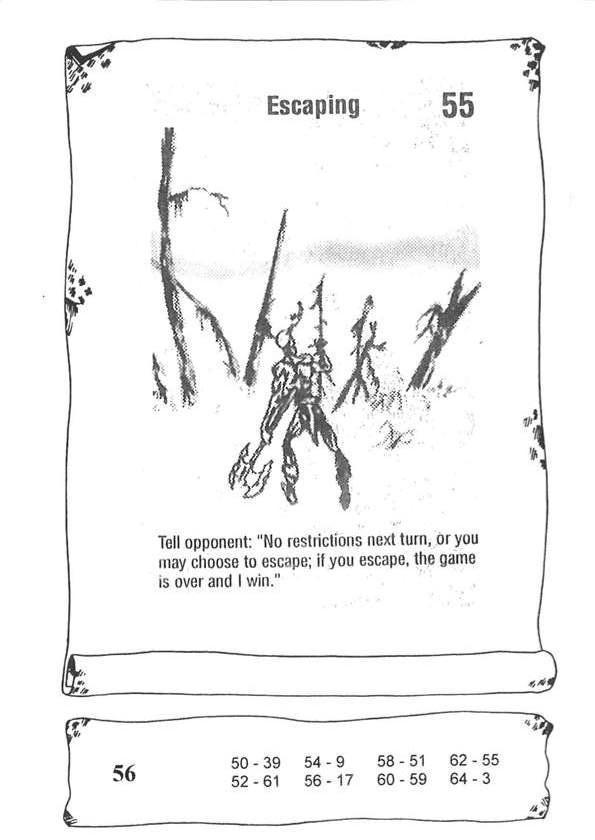 Escaping 55
Tell opponent: "No restrictions next turn, or you
may choose to escape; if you escape, the game
is over and I win."
56
50 - 39 54 - 9 58 - 51 62 - 55
52 - 61 56 - 17 60 - 59 64 - 3